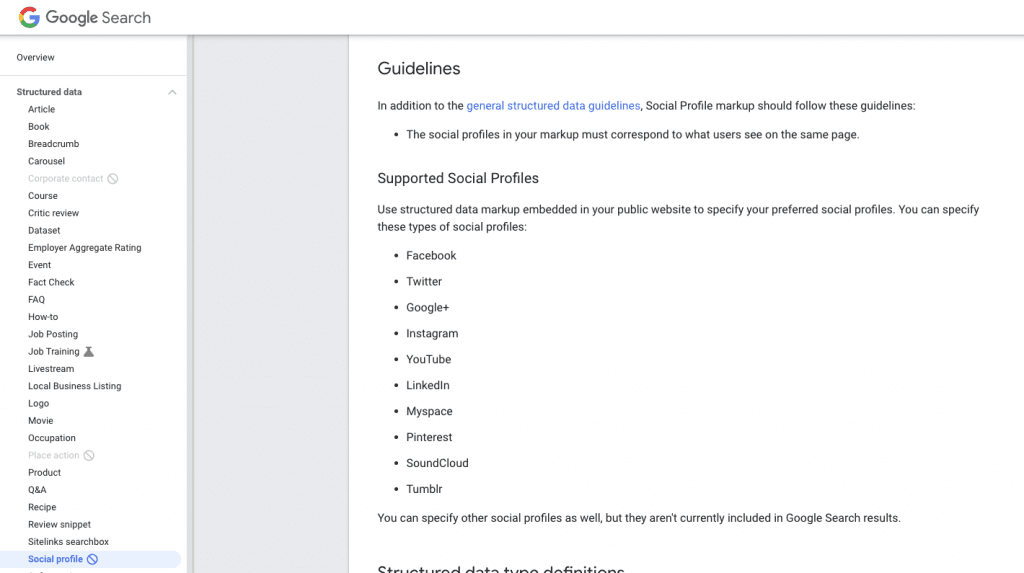 Google Search
Overview
Structured data
Article
Book
Breadcrumb
Carousel
Corporate contact
Course
Critic review
Dataset
Employer Aggregate Rating
Event
Fact Check
FAQ
How-to
Job Posting
Job Training
Livestream
Local Business Listing
Logo
Movie
Occupation
Place action
Product
Q&A
Recipe
Review snippet
Sitelinks searchbox
Social profile
Guidelines
In addition to the general structured data guidelines, Social Profile markup should follow these guidelines:
• The social profiles in your markup must correspond to what users see on the same page.
Supported Social Profiles
Use structured data markup embedded in your public website to specify your preferred social profiles. You can specify
these types of social profiles:
• Facebook
• Twitter
• Google+
• Instagram
• YouTube
• LinkedIn
• Myspace
• Pinterest
• SoundCloud
• Tumblr
You can specify other social profiles as well, but they aren't currently included in Google Search results.
Structured data type definitions